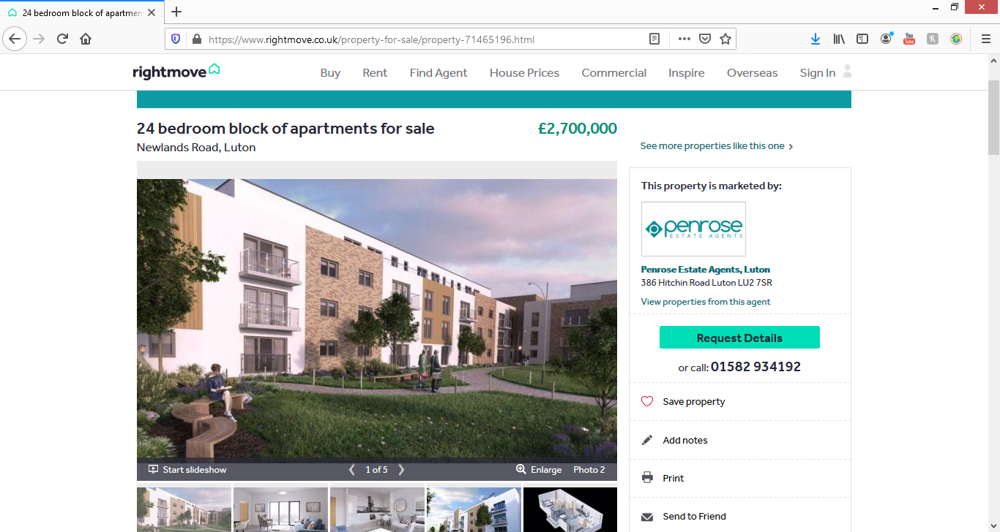 24 bedroom block of apartmen
https://www.rightmove.co.uk/property-for-sale/property-71465196.html
You
Tube
rightmove
Buy
Rent
Find Agent
House Prices
Commercial
Inspire
Overseas
Sign In
24 bedroom block of apartments for sale
£2,700,000
Newlands Road, Luton
See more properties like this one
This property is marketed by:
penrose
ESTATE AGENTS
Penrose Estate Agents, Luton
386 Hitchin Road Luton LU2 7SR
View properties from this agent
Request Details
or call: 01582 934192
Save property
Add notes
Print
Send to Friend
Start slideshow
1 of 5
Enlarge
Photo 2